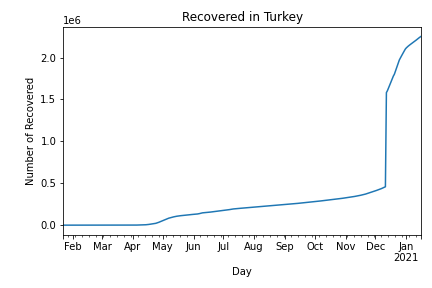 Recovered in Turkey
1e6
2.0
1.5
1.0
0.5
0.0
Number of Recovered
Feb Mar Apr May Jun Jul Aug Sep Oct Nov Dec Jan
2021
Day